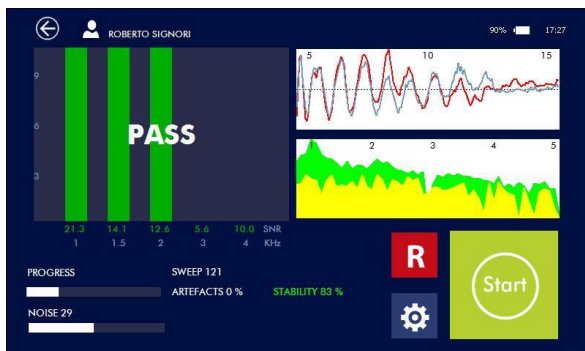 ROBERTO SIGNORI
90% 17:27
9
6
3
PASS
5 10 15
1 2 3 4 5
21.3 14.1 12.6 5.6 10.0 SNR
1 1.5 2 3 4 KHz
PROGRESS
SWEEP 121
ARTEFACTS 0 % STABILITY 83 %
NOISE 29
R
Start